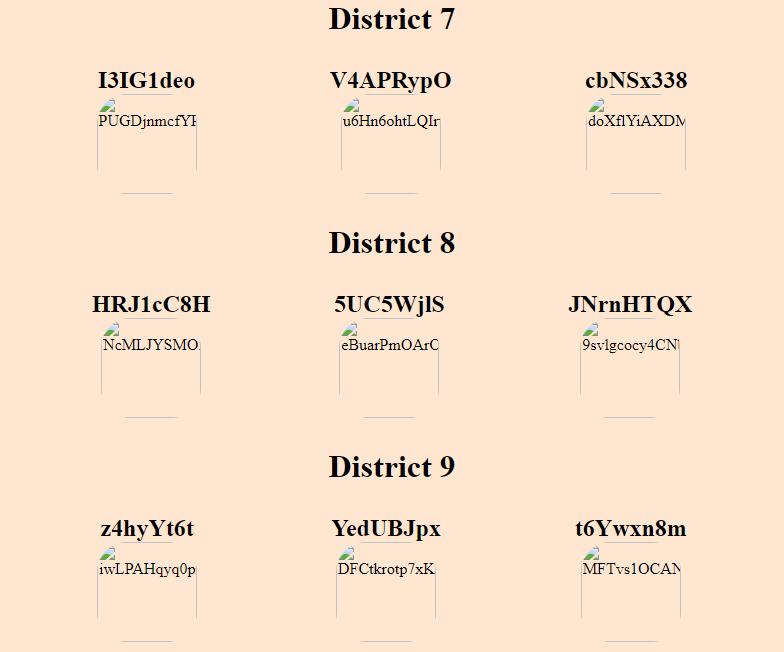 District 7
I3IG1deo V4APRypO cbNSx338
PUGDjnmcfYF u6Hn6ohtLQIr doXflYiAXDM
District 8
HRJ1cC8H 5UC5WjlS JNrnHTQX
NcMLJYSMO eBuarPmOArC 9svlgcocy4CN
District 9
z4hyYt6t YedUBJpx t6Ywxn8m
iwLPAHqyq0p DFCtkrotp7xK MFTvs1OCAN